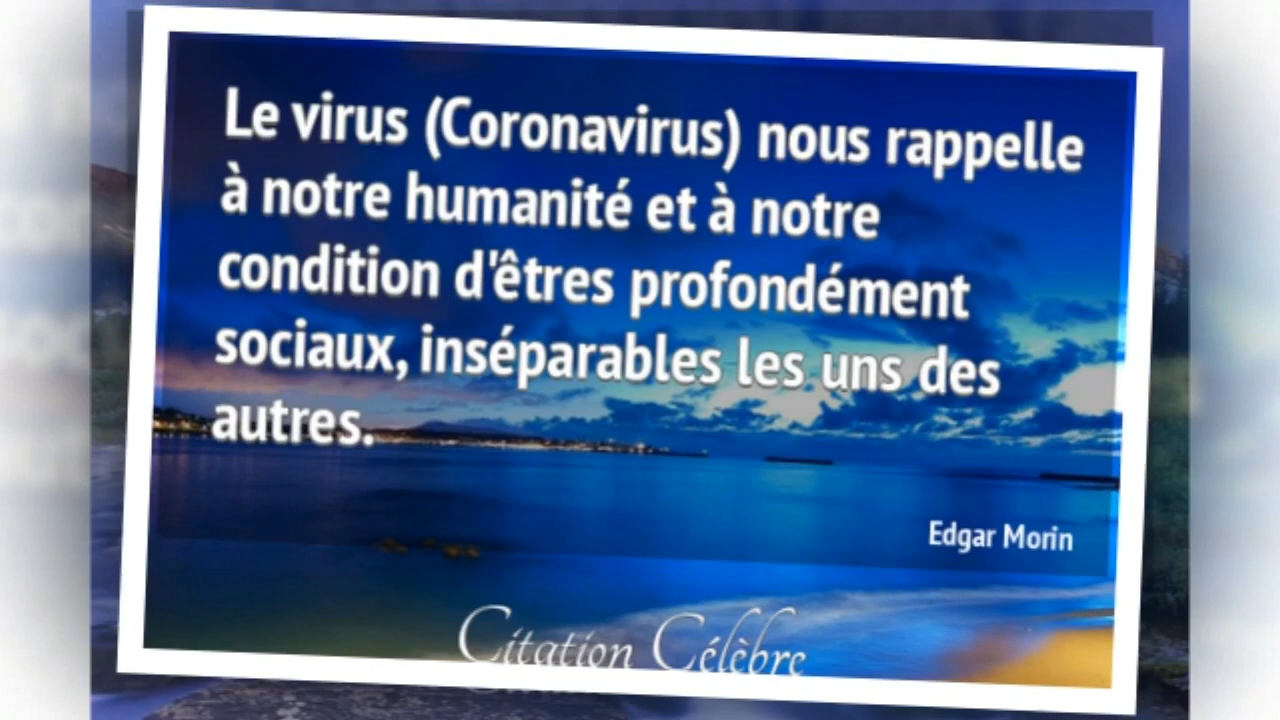 Le virus (Coronavirus) nous rappelle
à notre humanité et à notre
condition d'êtres profondément
sociaux, inséparables les uns des
autres.
Edgar Morin
Citation Célèbre